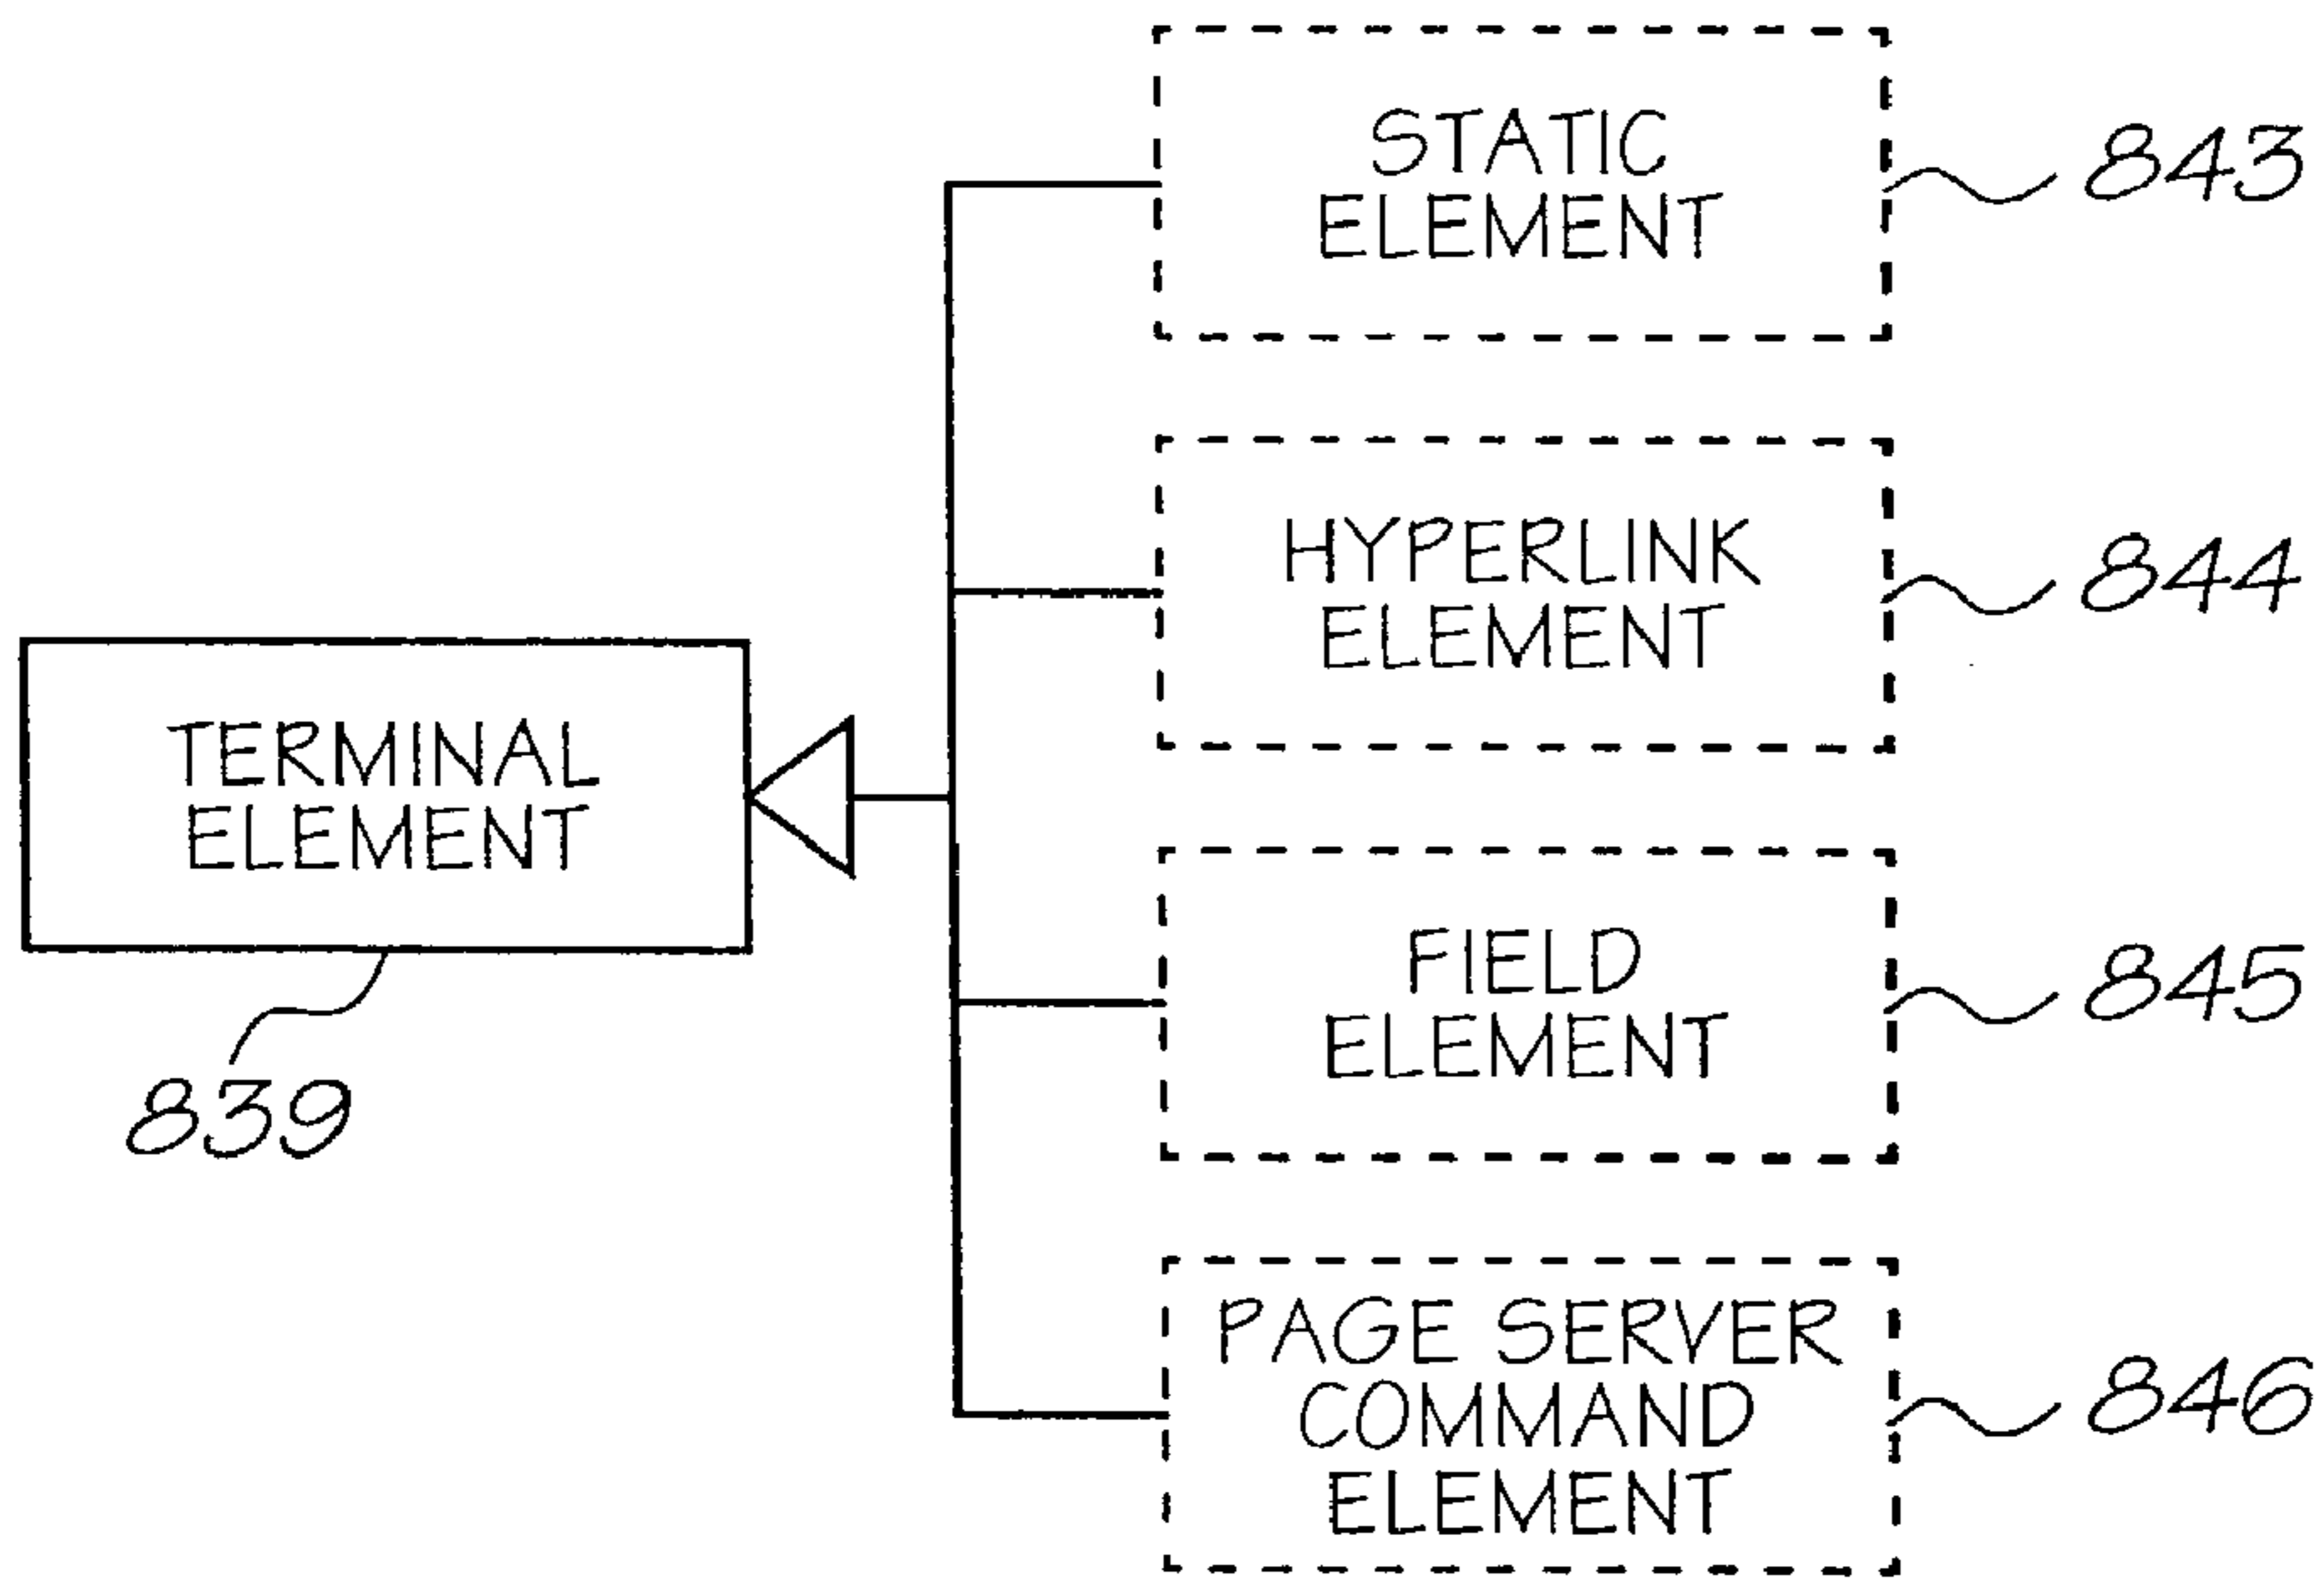 STATIC
ELEMENT
843
HYPERLINK
ELEMENT
844
TERMINAL
ELEMENT
839
FIELD
ELEMENT
845
PAGE SERVER
COMMAND
ELEMENT
846